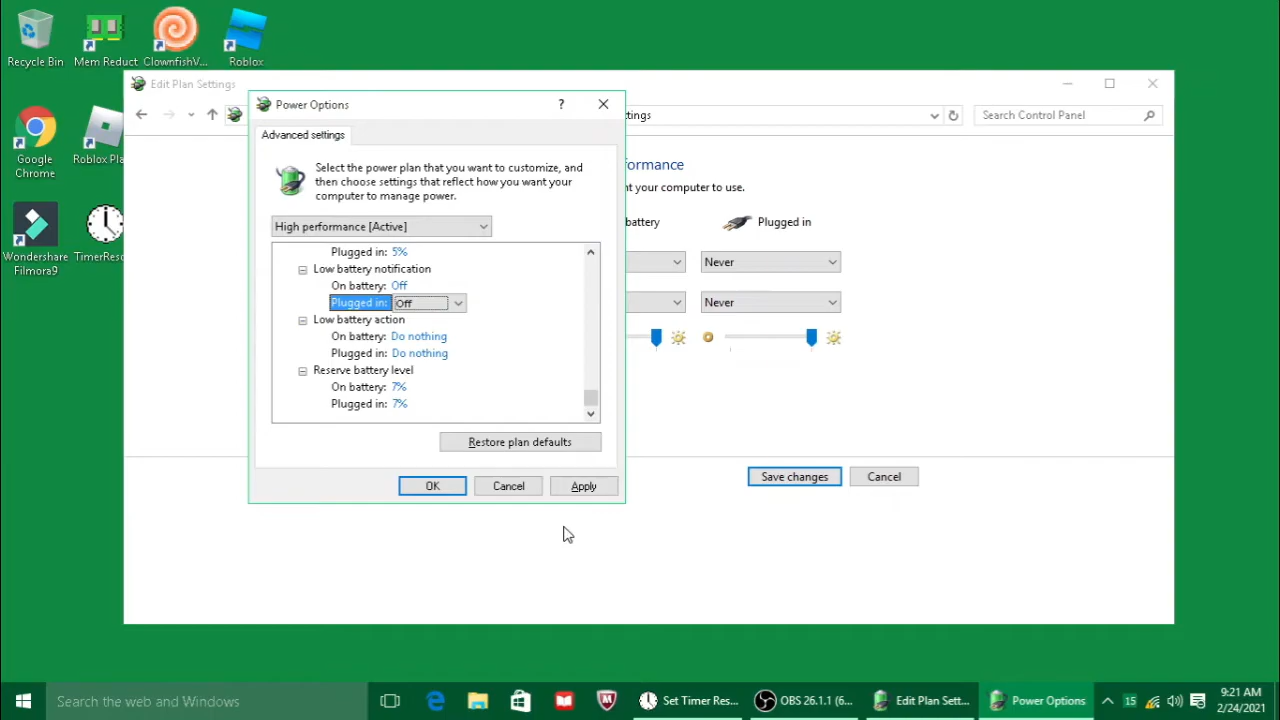 Recycle Bin
Mem Reduct
ClownfishV...
Roblox
Google
Chrome
Roblox Pla
Wondershare
Filmora9
TimerReso
Edit Plan Settings
ttings
Search Control Panel
Power Options
?
Advanced settings
Select the power plan that you want to customize, and
then choose settings that reflect how you want your
computer to manage power.
High performance [Active]
Plugged in: 5%
Low battery notification
On battery: Off
Plugged in: Off
Low battery action
On battery: Do nothing
Plugged in: Do nothing
Reserve battery level
On battery: 7%
Plugged in: 7%
Restore plan defaults
OK
Cancel
Apply
formance
nt your computer to use.
battery
Plugged in
Never
Never
Save changes
Cancel
Search the web and Windows
Set Timer Res...
OBS 26.1.1 (6...
Edit Plan Sett...
Power Options
15
9:21 AM
2/24/2021